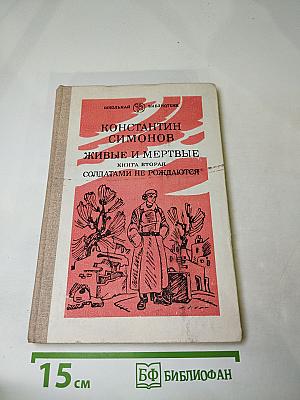 ШКОЛЬНАЯ БИБЛИОТЕКА
КОНСТАНТИН
СИМОНОВ
ЖИВЫЕ И МЕРТВЫЕ
КНИГА ВТОРАЯ
СОЛДАТАМИ НЕ РОЖДАЮТСЯ
15 см
БФ БИБЛИОФАН